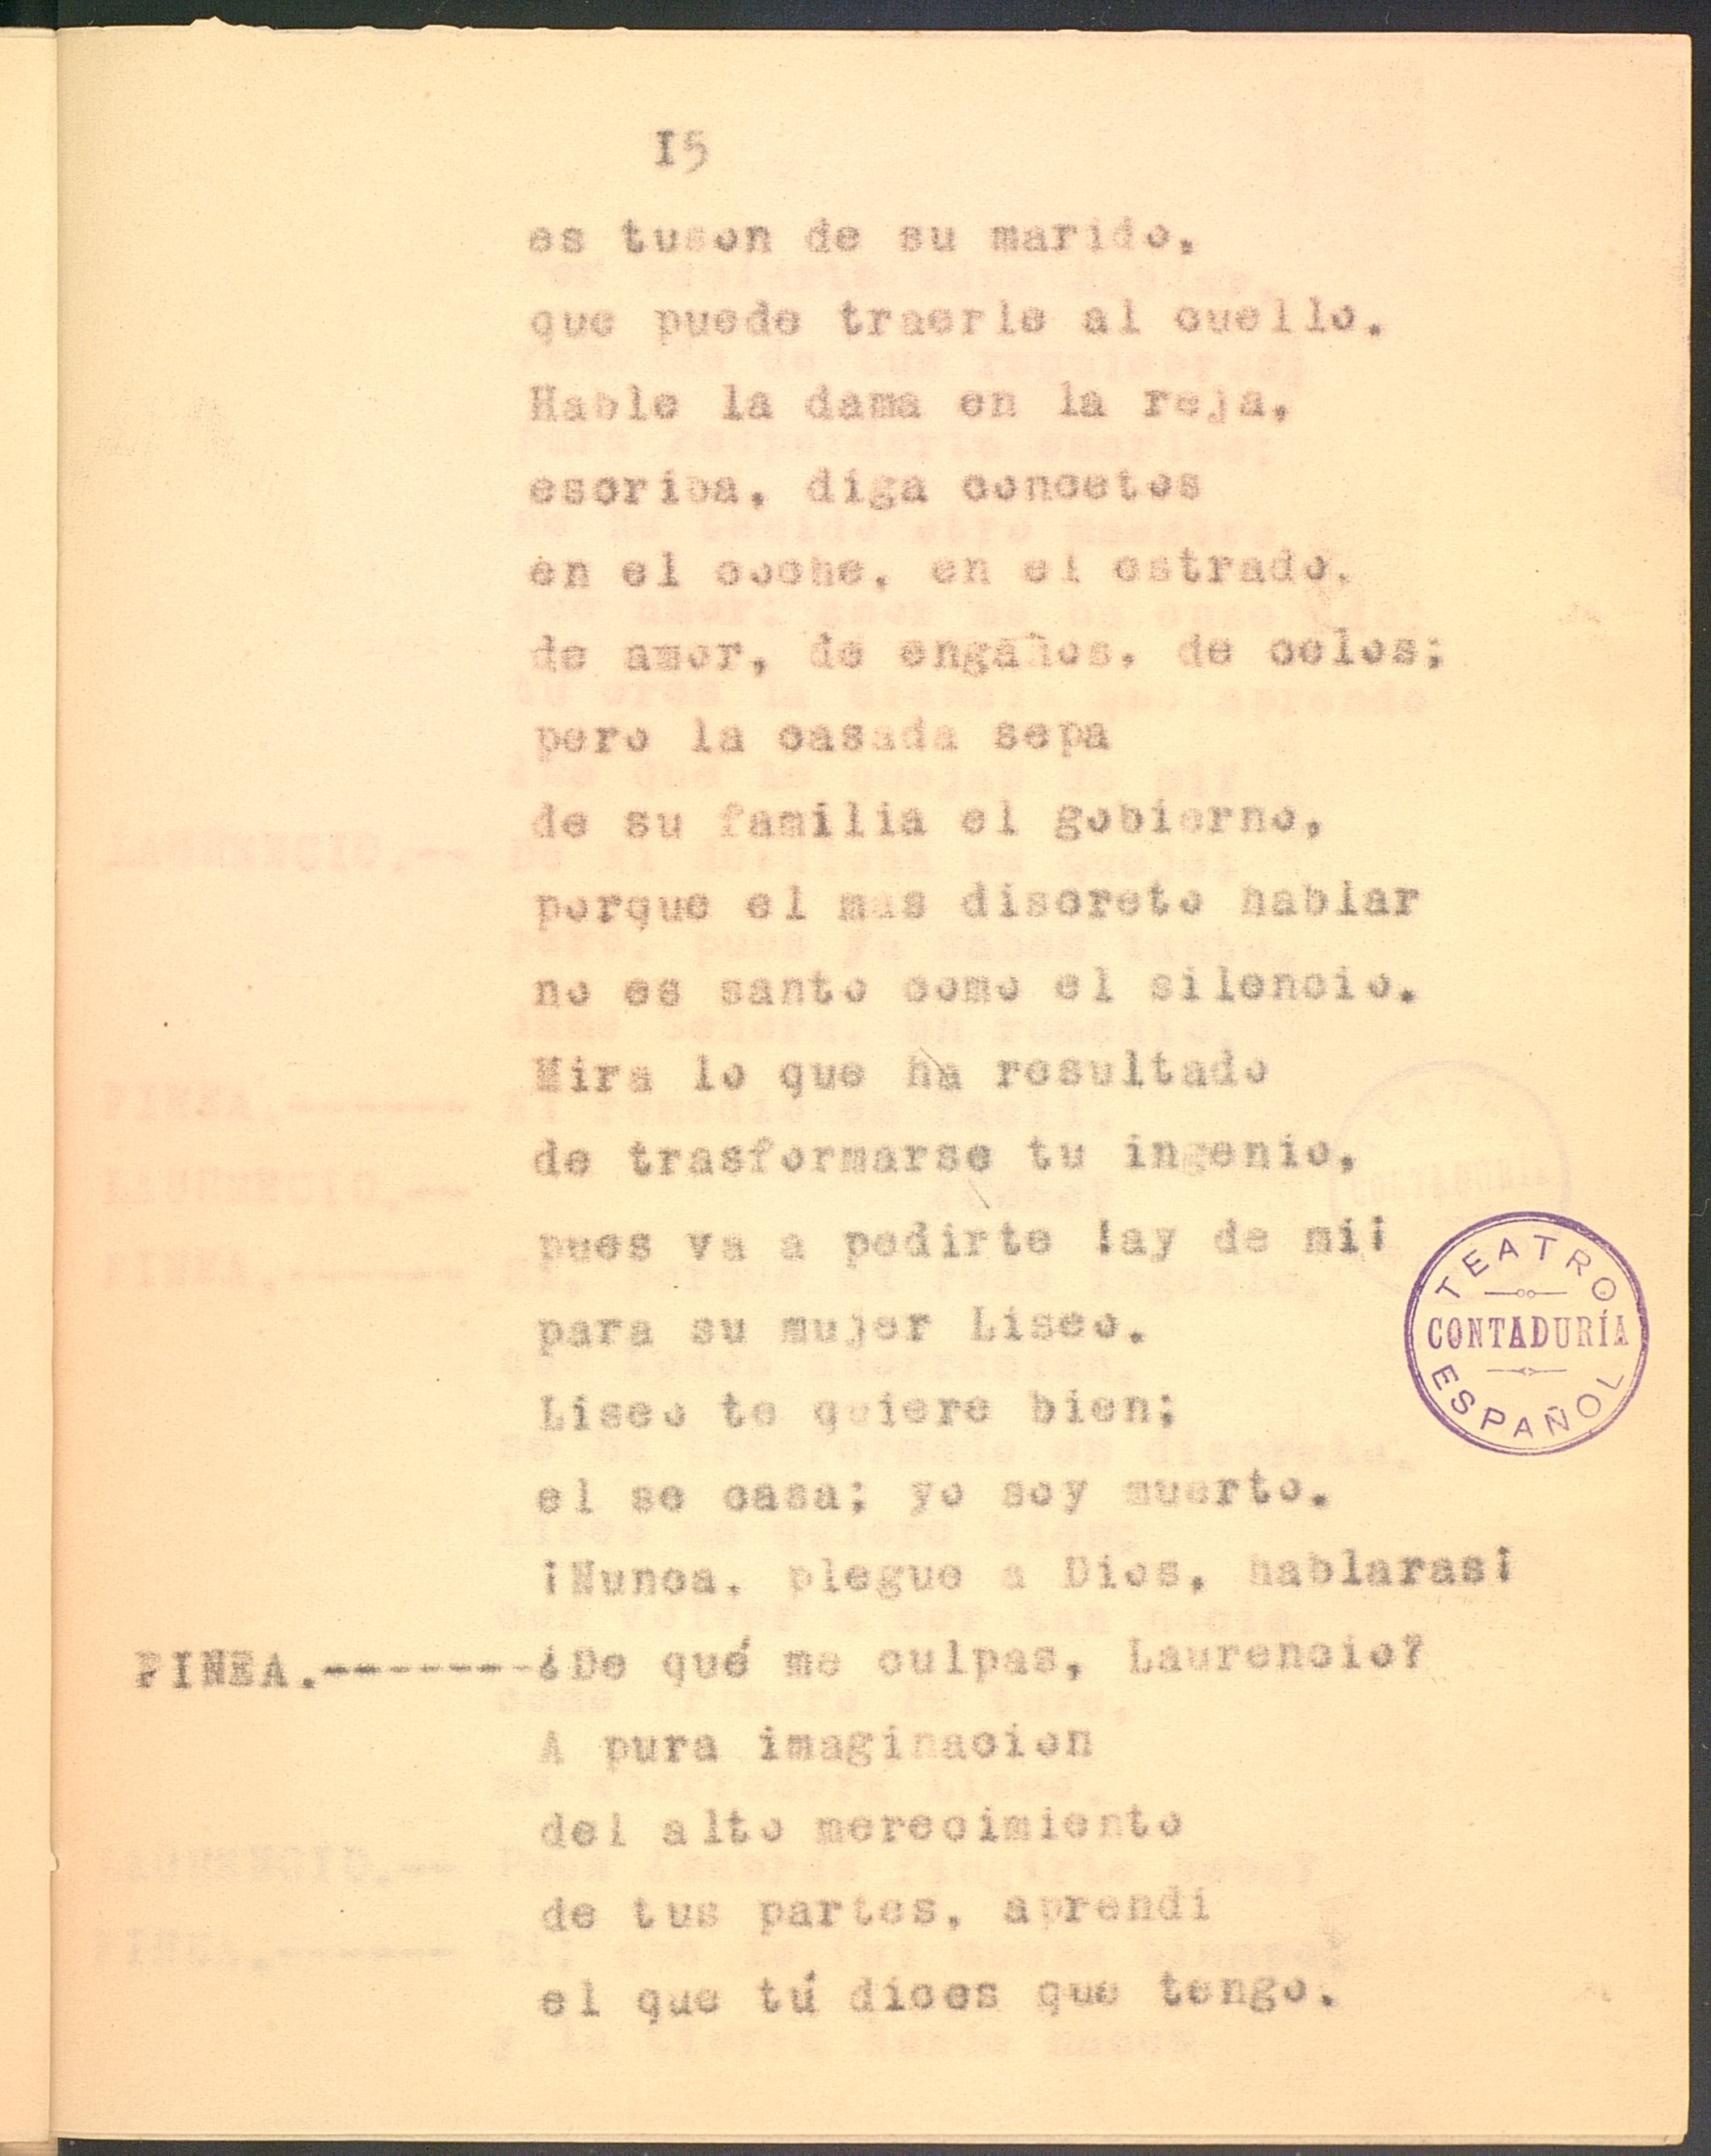 I5
es tuson de su marido,
que puede traerle al cuello.
Hable la dama en la reja,
escriba, diga concetos
en el coche, en el estrado,
de amor, de engaños, de celos;
pero la casada sepa
de su familia el gobierno,
porque el mas discreto hablar
no es santo como el silencio.
Mira lo que ha resultado
de trasformarse tu ingenio,
pues va a pedirte !ay de mi¡
para su mujer Liseo.
Liseo te quiere bien;
el se casa; yo soy muerto.
¡Nunca, plegue a Dios, hablaras¡
FINEA.-------¿De qué me culpas, Laurencio?
A pura imaginacion
del alto merecimiento
de tus partes, aprendi
el que tú dices que tengo.
TEATRO
CONTADURÍA
ESPAÑOL